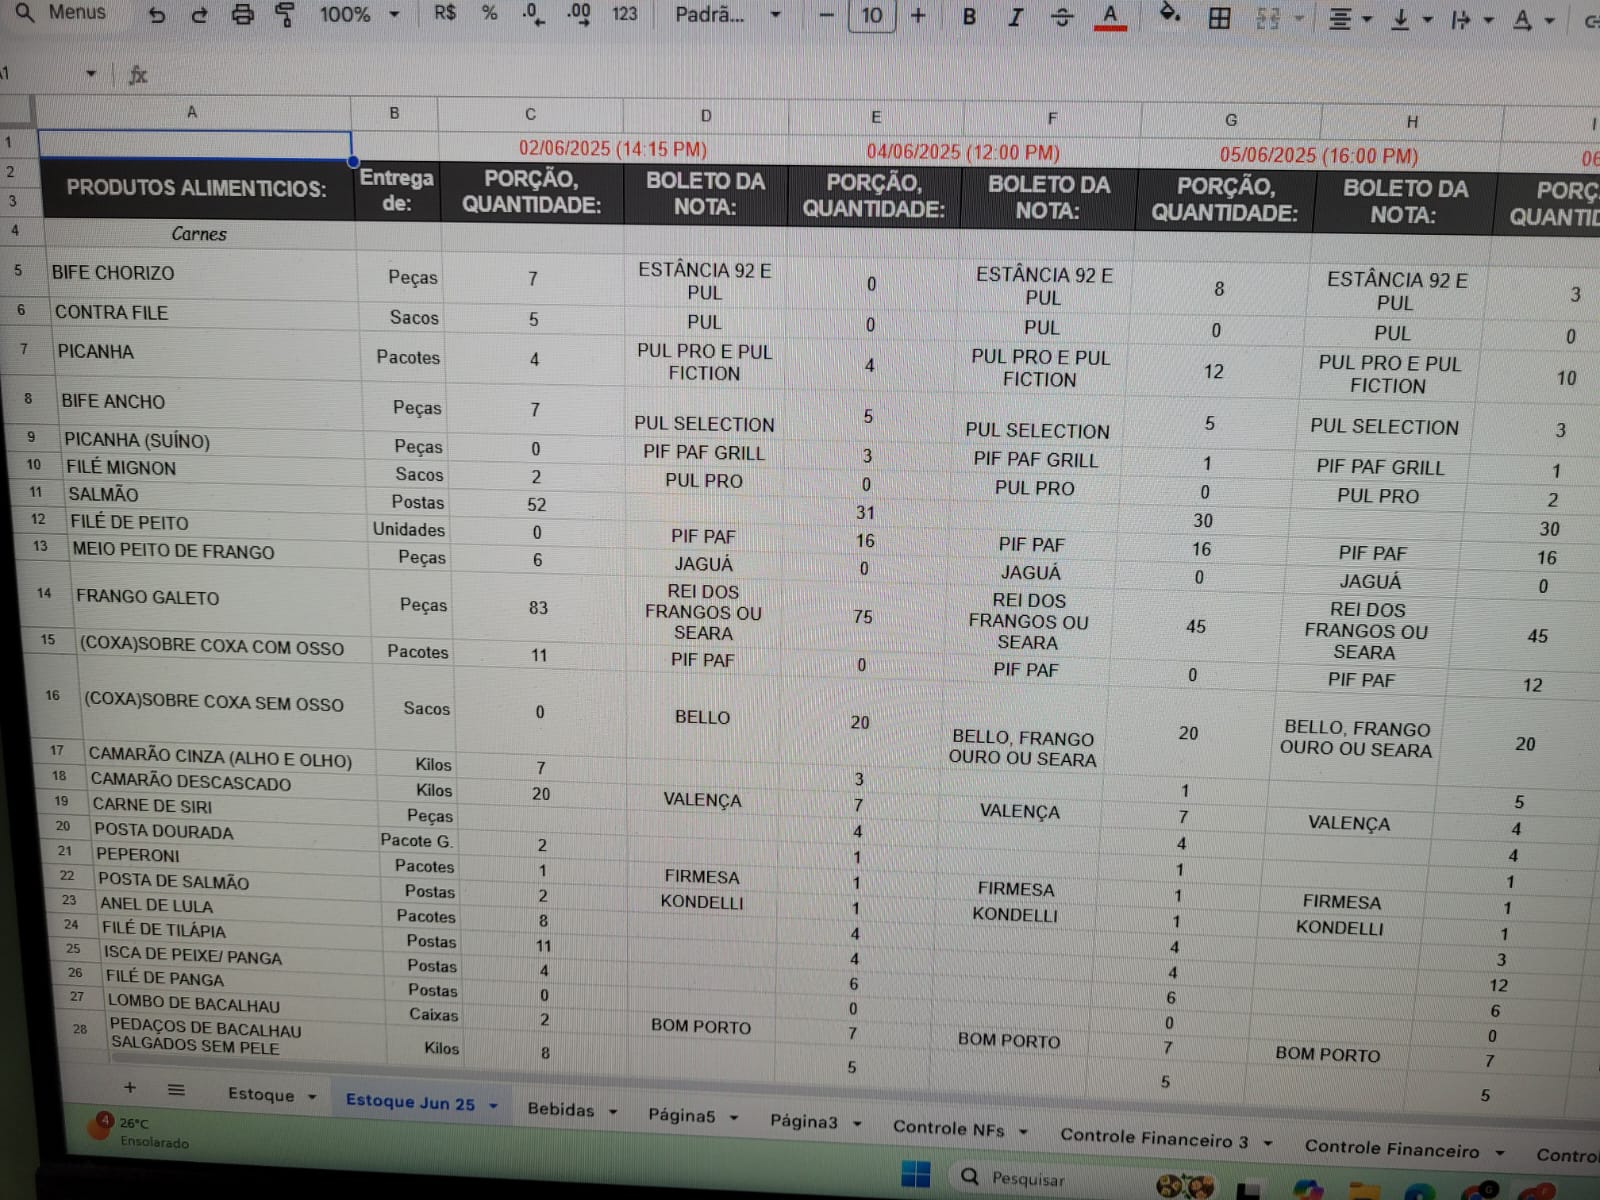 Menus 100% R$ % .0 .00 123 Padrã... − 10 + B I A
A1 fx
A B C D E F G H I
1 02/06/2025 (14:15 PM) 04/06/2025 (12:00 PM) 05/06/2025 (16:00 PM) 06
2 PRODUTOS ALIMENTICIOS: Entrega PORÇÃO, BOLETO DA PORÇÃO, BOLETO DA PORÇÃO, BOLETO DA PORÇ
3 de: QUANTIDADE: NOTA: QUANTIDADE: NOTA: QUANTIDADE: NOTA: QUANTID
4 Carnes
5 BIFE CHORIZO Peças 7 ESTÂNCIA 92 E 0 ESTÂNCIA 92 E 8 ESTÂNCIA 92 E 3
PUL PUL PUL
6 CONTRA FILE Sacos 5 PUL 0 PUL 0 PUL 0
7 PICANHA Pacotes 4 PUL PRO E PUL 4 PUL PRO E PUL 12 PUL PRO E PUL 10
FICTION FICTION FICTION
8 BIFE ANCHO Peças 7 PUL SELECTION 5 PUL SELECTION 5 PUL SELECTION 3
9 PICANHA (SUÍNO) Peças 0 PIF PAF GRILL 3 PIF PAF GRILL 1 PIF PAF GRILL 1
10 FILÉ MIGNON Sacos 2 PUL PRO 0 PUL PRO 0 PUL PRO 2
11 SALMÃO Postas 52 31 30 30
12 FILÉ DE PEITO Unidades 0 PIF PAF 16 PIF PAF 16 PIF PAF 16
13 MEIO PEITO DE FRANGO Peças 6 JAGUÁ 0 JAGUÁ 0 JAGUÁ 0
14 FRANGO GALETO Peças 83 REI DOS 75 REI DOS 45 REI DOS 45
FRANGOS OU FRANGOS OU FRANGOS OU
SEARA SEARA SEARA
15 (COXA)SOBRE COXA COM OSSO Pacotes 11 PIF PAF 0 PIF PAF 0 PIF PAF 12
16 (COXA)SOBRE COXA SEM OSSO Sacos 0 BELLO 20 BELLO, FRANGO 20 BELLO, FRANGO 20
OURO OU SEARA OURO OU SEARA
17 CAMARÃO CINZA (ALHO E OLHO) Kilos 7 3 1 5
18 CAMARÃO DESCASCADO Kilos 20 VALENÇA 7 VALENÇA 7 VALENÇA 4
19 CARNE DE SIRI Peças 4 4 4
20 POSTA DOURADA Pacote G. 2 1 1 1
21 PEPERONI Pacotes 1 FIRMESA 1 FIRMESA 1 FIRMESA 1
22 POSTA DE SALMÃO Postas 2 KONDELLI 1 KONDELLI 1 KONDELLI 1
23 ANEL DE LULA Pacotes 8 4 4 3
24 FILÉ DE TILÁPIA Postas 11 4 4 12
25 ISCA DE PEIXE/ PANGA Postas 4 6 6 6
26 FILÉ DE PANGA Postas 0 0 0 0
27 LOMBO DE BACALHAU Caixas 2 BOM PORTO 7 BOM PORTO 7 BOM PORTO 7
28 PEDAÇOS DE BACALHAU Kilos 8 5 5 5
SALGADOS SEM PELE
+ Estoque Estoque Jun 25 Bebidas Página5 Página3 Controle NFs Controle Financeiro 3 Controle Financeiro Contro
4 26°C
Ensolarado
Pesquisar